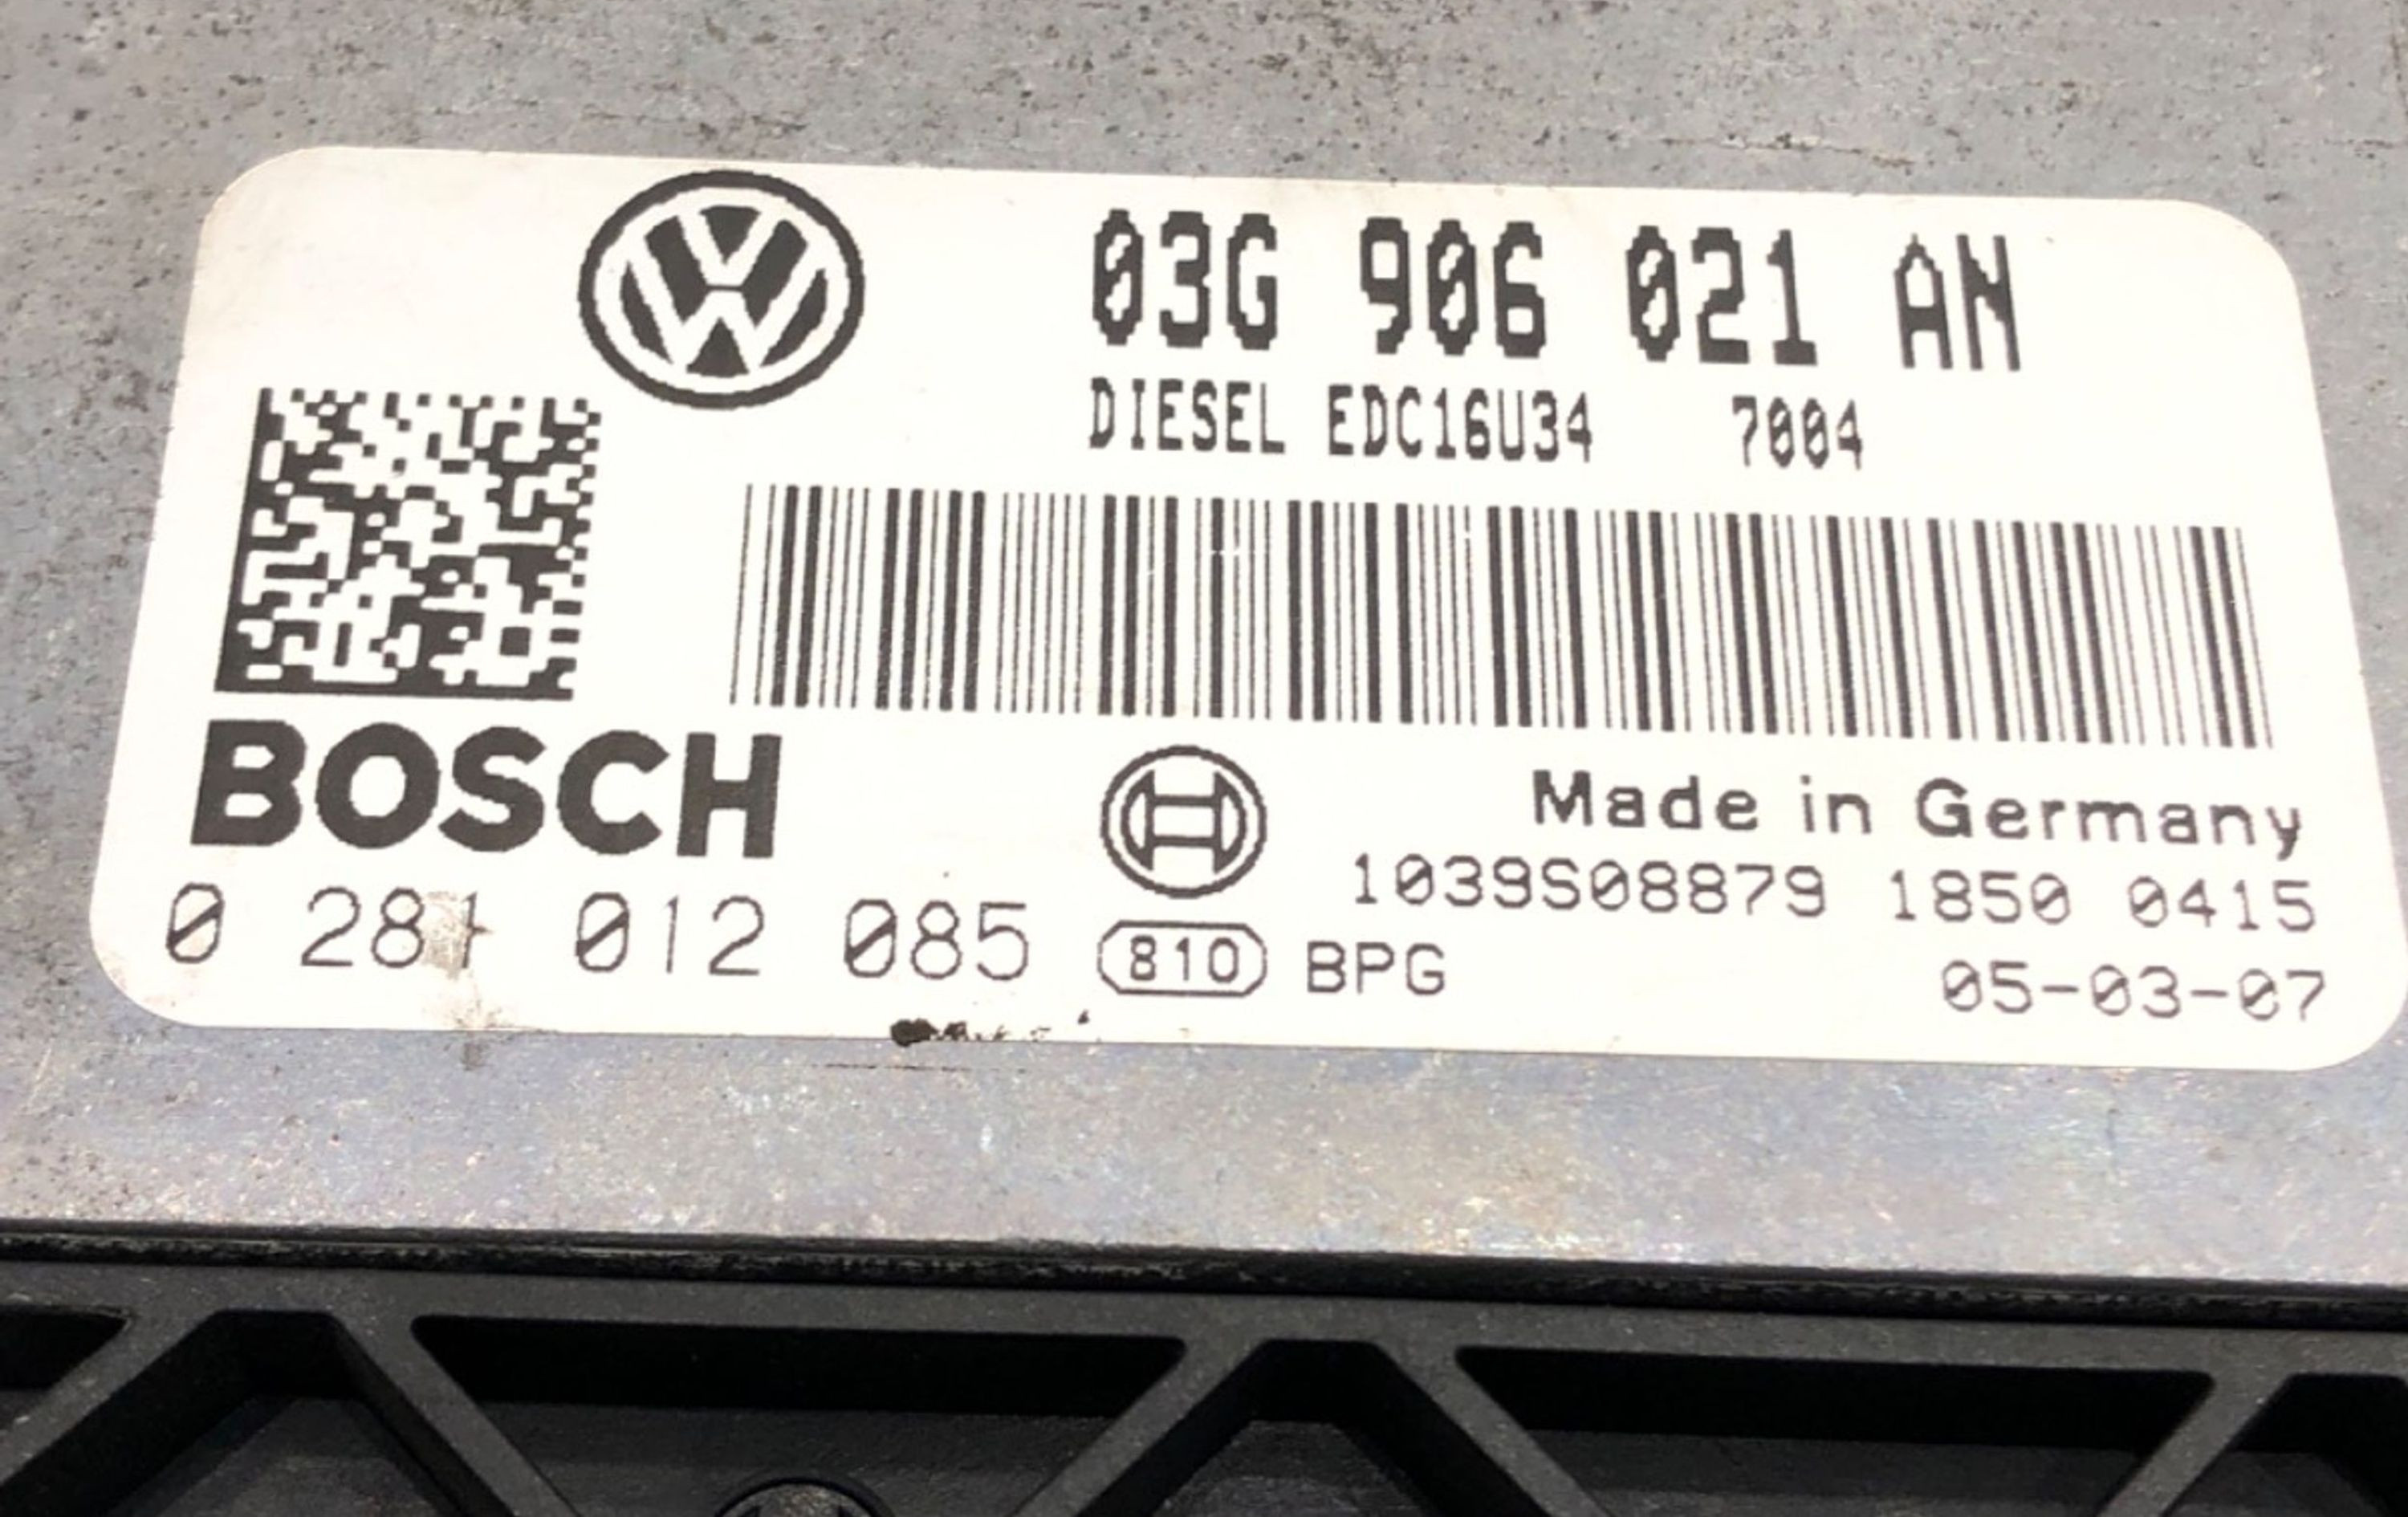 03G 906 021 AN
DIESEL EDC16U34 7004
BOSCH
Made in Germany
1039S08879 1850 0415
0 281 012 085
810 BPG
05-03-07